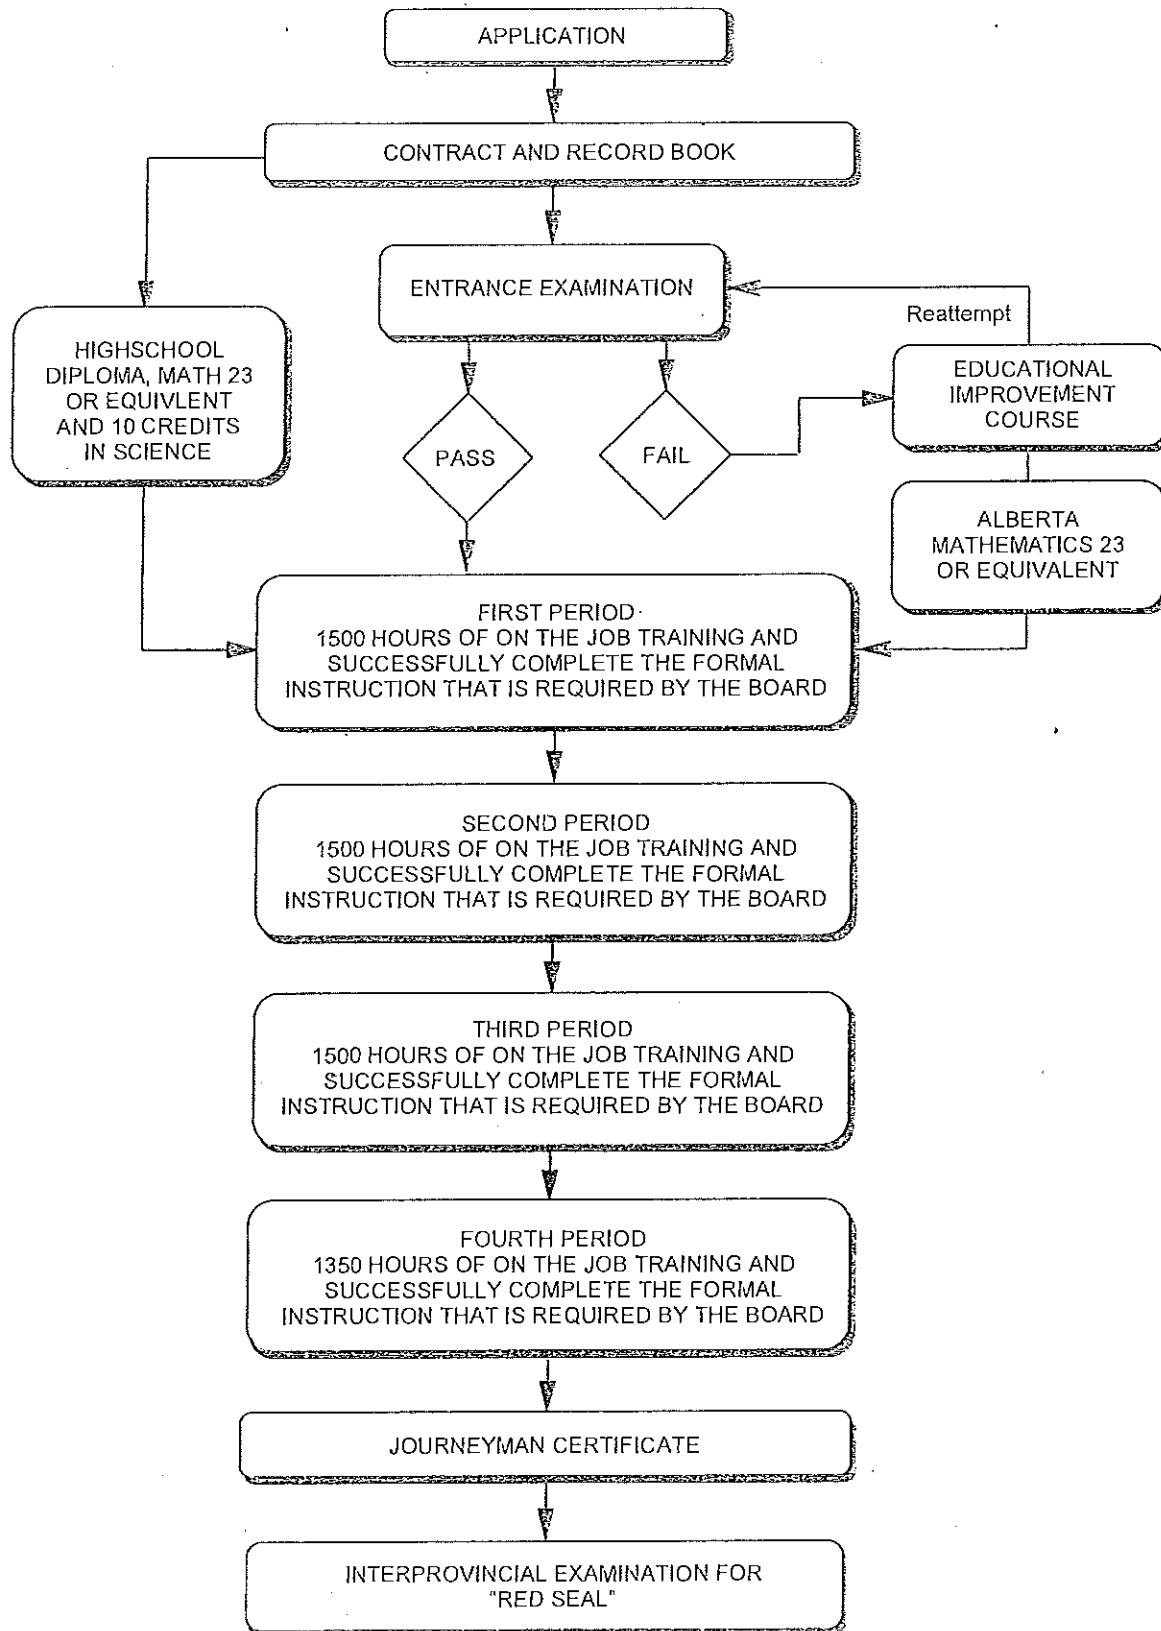 APPLICATION
CONTRACT AND RECORD BOOK
ENTRANCE EXAMINATION
Reattempt
HIGHSCHOOL
DIPLOMA, MATH 23
OR EQUIVLENT
AND 10 CREDITS
IN SCIENCE
PASS
FAIL
EDUCATIONAL
IMPROVEMENT
COURSE
ALBERTA
MATHEMATICS 23
OR EQUIVALENT
FIRST PERIOD
1500 HOURS OF ON THE JOB TRAINING AND
SUCCESSFULLY COMPLETE THE FORMAL
INSTRUCTION THAT IS REQUIRED BY THE BOARD
SECOND PERIOD
1500 HOURS OF ON THE JOB TRAINING AND
SUCCESSFULLY COMPLETE THE FORMAL
INSTRUCTION THAT IS REQUIRED BY THE BOARD
THIRD PERIOD
1500 HOURS OF ON THE JOB TRAINING AND
SUCCESSFULLY COMPLETE THE FORMAL
INSTRUCTION THAT IS REQUIRED BY THE BOARD
FOURTH PERIOD
1350 HOURS OF ON THE JOB TRAINING AND
SUCCESSFULLY COMPLETE THE FORMAL
INSTRUCTION THAT IS REQUIRED BY THE BOARD
JOURNEYMAN CERTIFICATE
INTERPROVINCIAL EXAMINATION FOR
"RED SEAL"